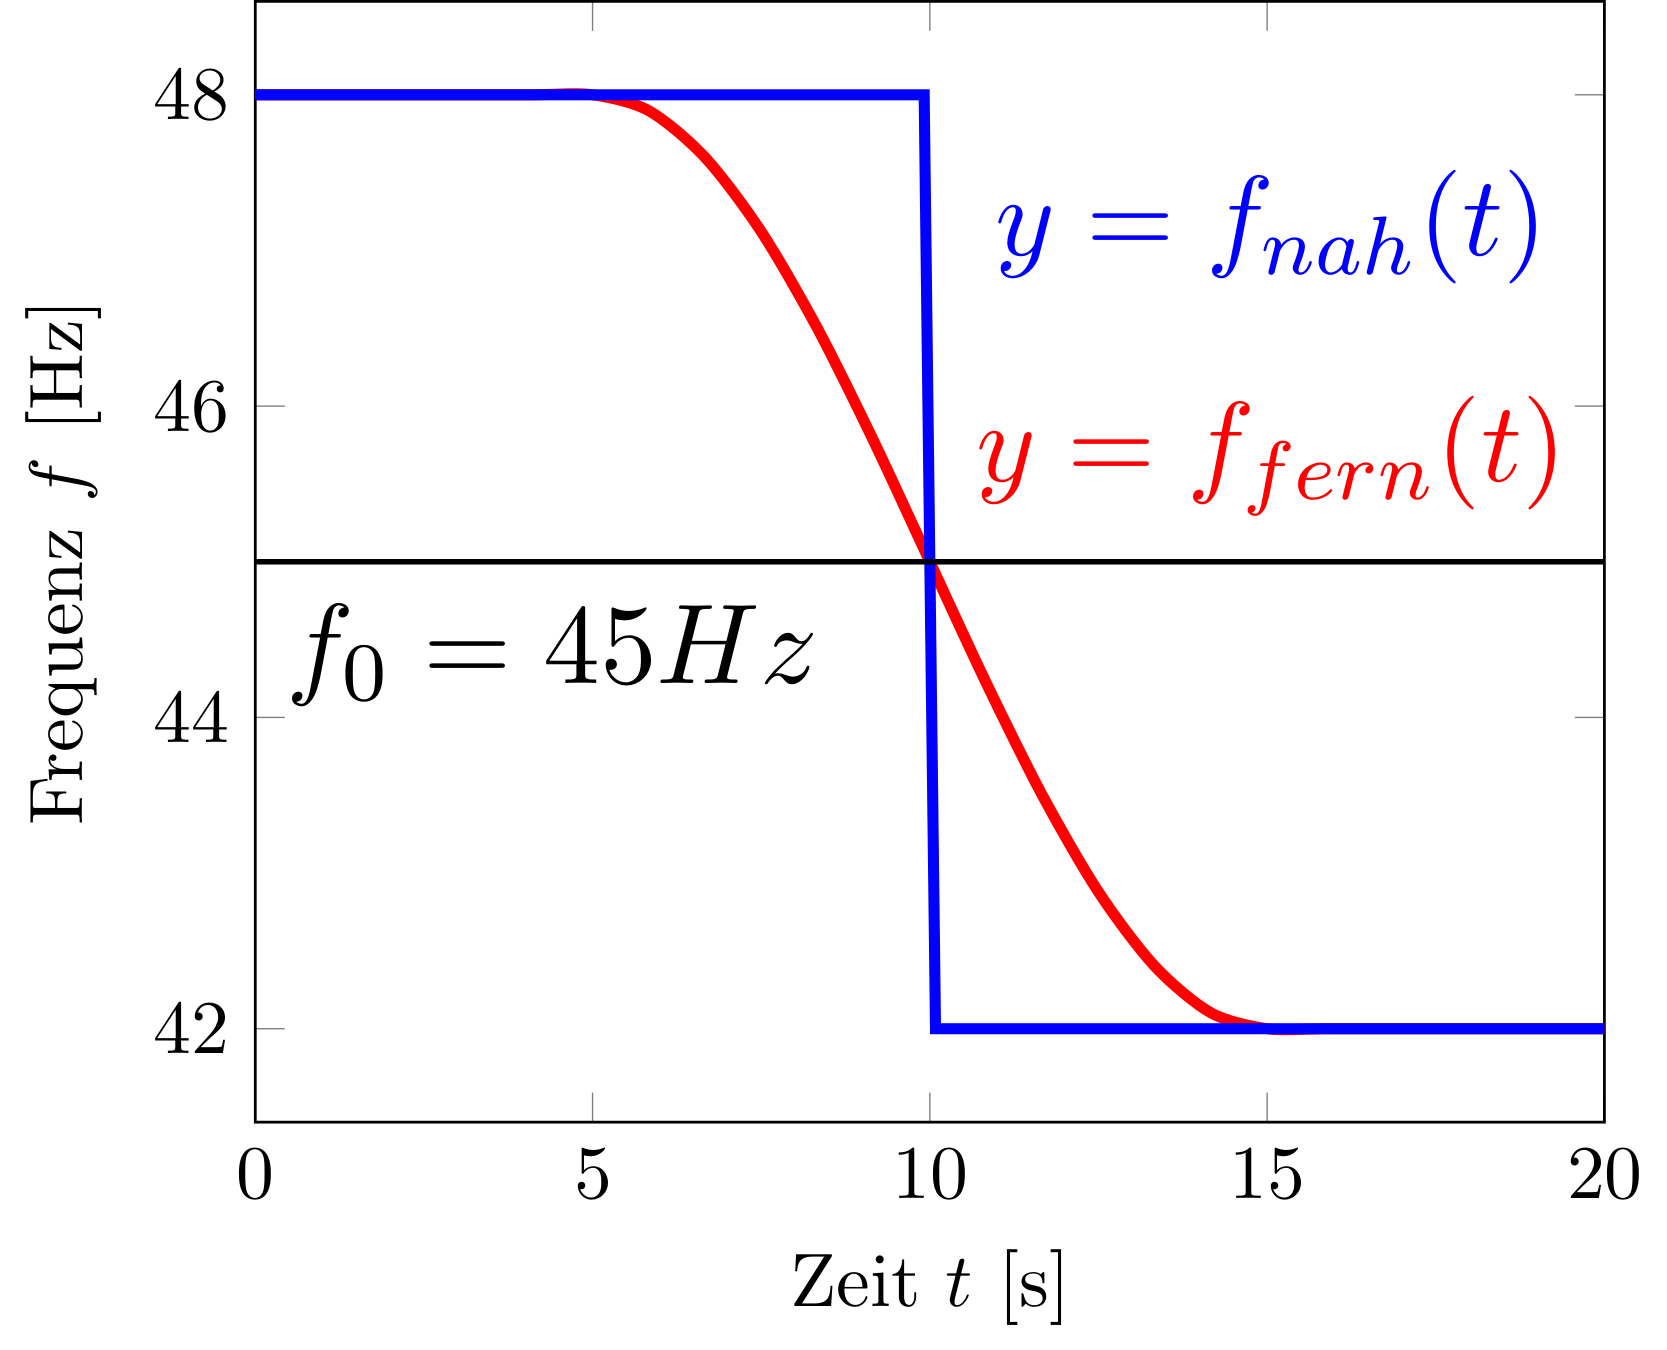 48
46
44
42
Frequenz f [Hz]
y = f_{nah}(t)
y = f_{fern}(t)
f_0 = 45Hz
0 5 10 15 20
Zeit t [s]